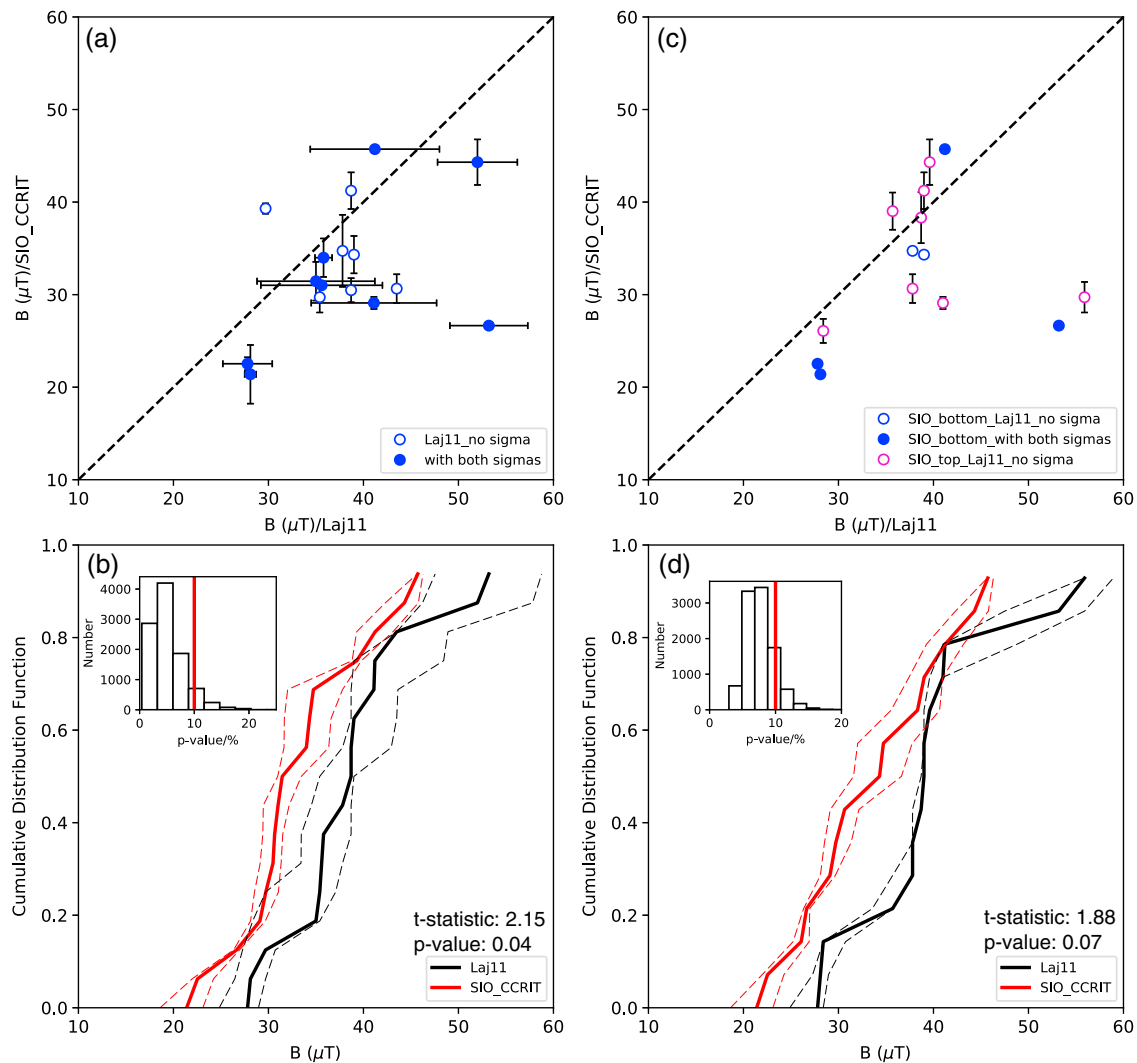 (a)
60
50
40
30
20
10
B (μT)/SIO_CCRIT
10 20 30 40 50 60
B (μT)/Laj11
Laj11_no sigma
with both sigmas
(c)
60
50
40
30
20
10
B (μT)/SIO_CCRIT
10 20 30 40 50 60
B (μT)/Laj11
SIO_bottom_Laj11_no sigma
SIO_bottom_with both sigmas
SIO_top_Laj11_no sigma
(b)
1.0
0.8
0.6
0.4
0.2
0.0
Cumulative Distribution Function
4000
3000
2000
1000
0
Number
0 10 20
p-value/%
t-statistic: 2.15
p-value: 0.04
Laj11
SIO_CCRIT
10 20 30 40 50 60
B (μT)
(d)
1.0
0.8
0.6
0.4
0.2
0.0
Cumulative Distribution Function
3000
2000
1000
0
Number
0 10 20
p-value/%
t-statistic: 1.88
p-value: 0.07
Laj11
SIO_CCRIT
10 20 30 40 50 60
B (μT)